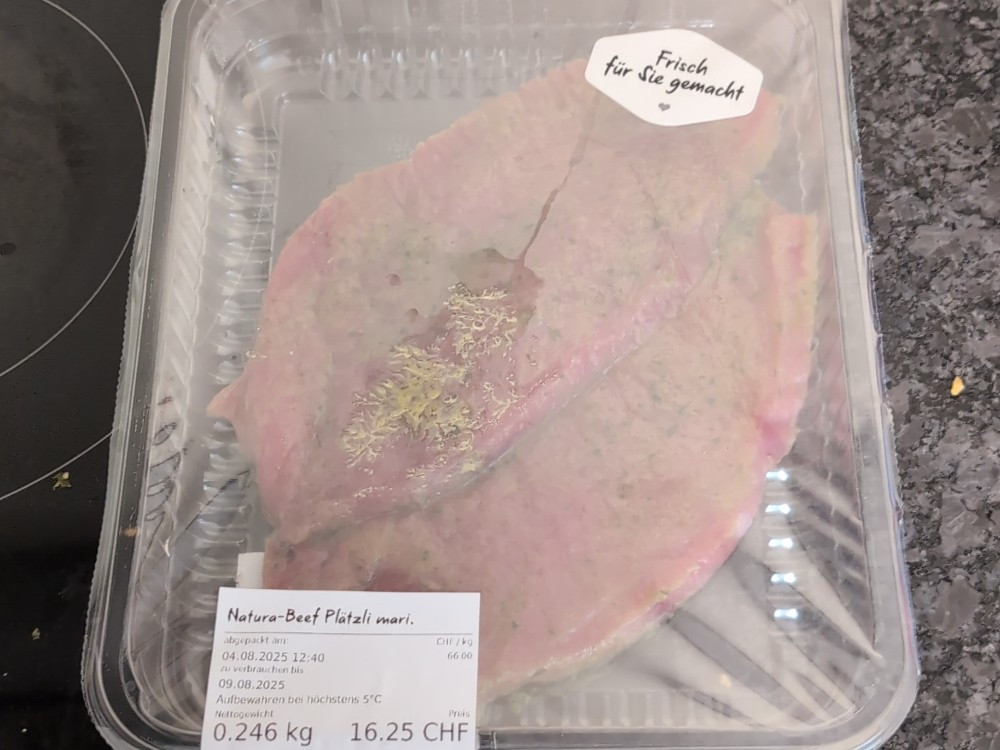 Frisch
für Sie gemacht
Natura-Beef Plätzli mari.
abgepackt am: CHF / kg
04.08.2025 12:40 66.00
zu verbrauchen bis
09.08.2025
Aufbewahren bei höchstens 5°C
Nettogewicht Preis
0.246 kg 16.25 CHF